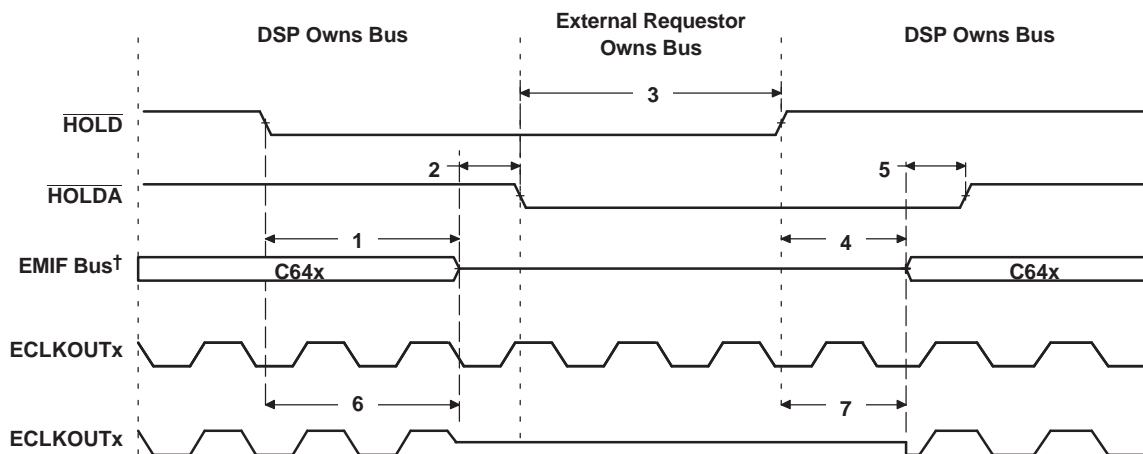 DSP Owns Bus
External Requestor
Owns Bus
DSP Owns Bus
3
HOLD
2
5
HOLDA
1
4
EMIF Bus†
C64x
C64x
ECLKOUTx
6
7
ECLKOUTx